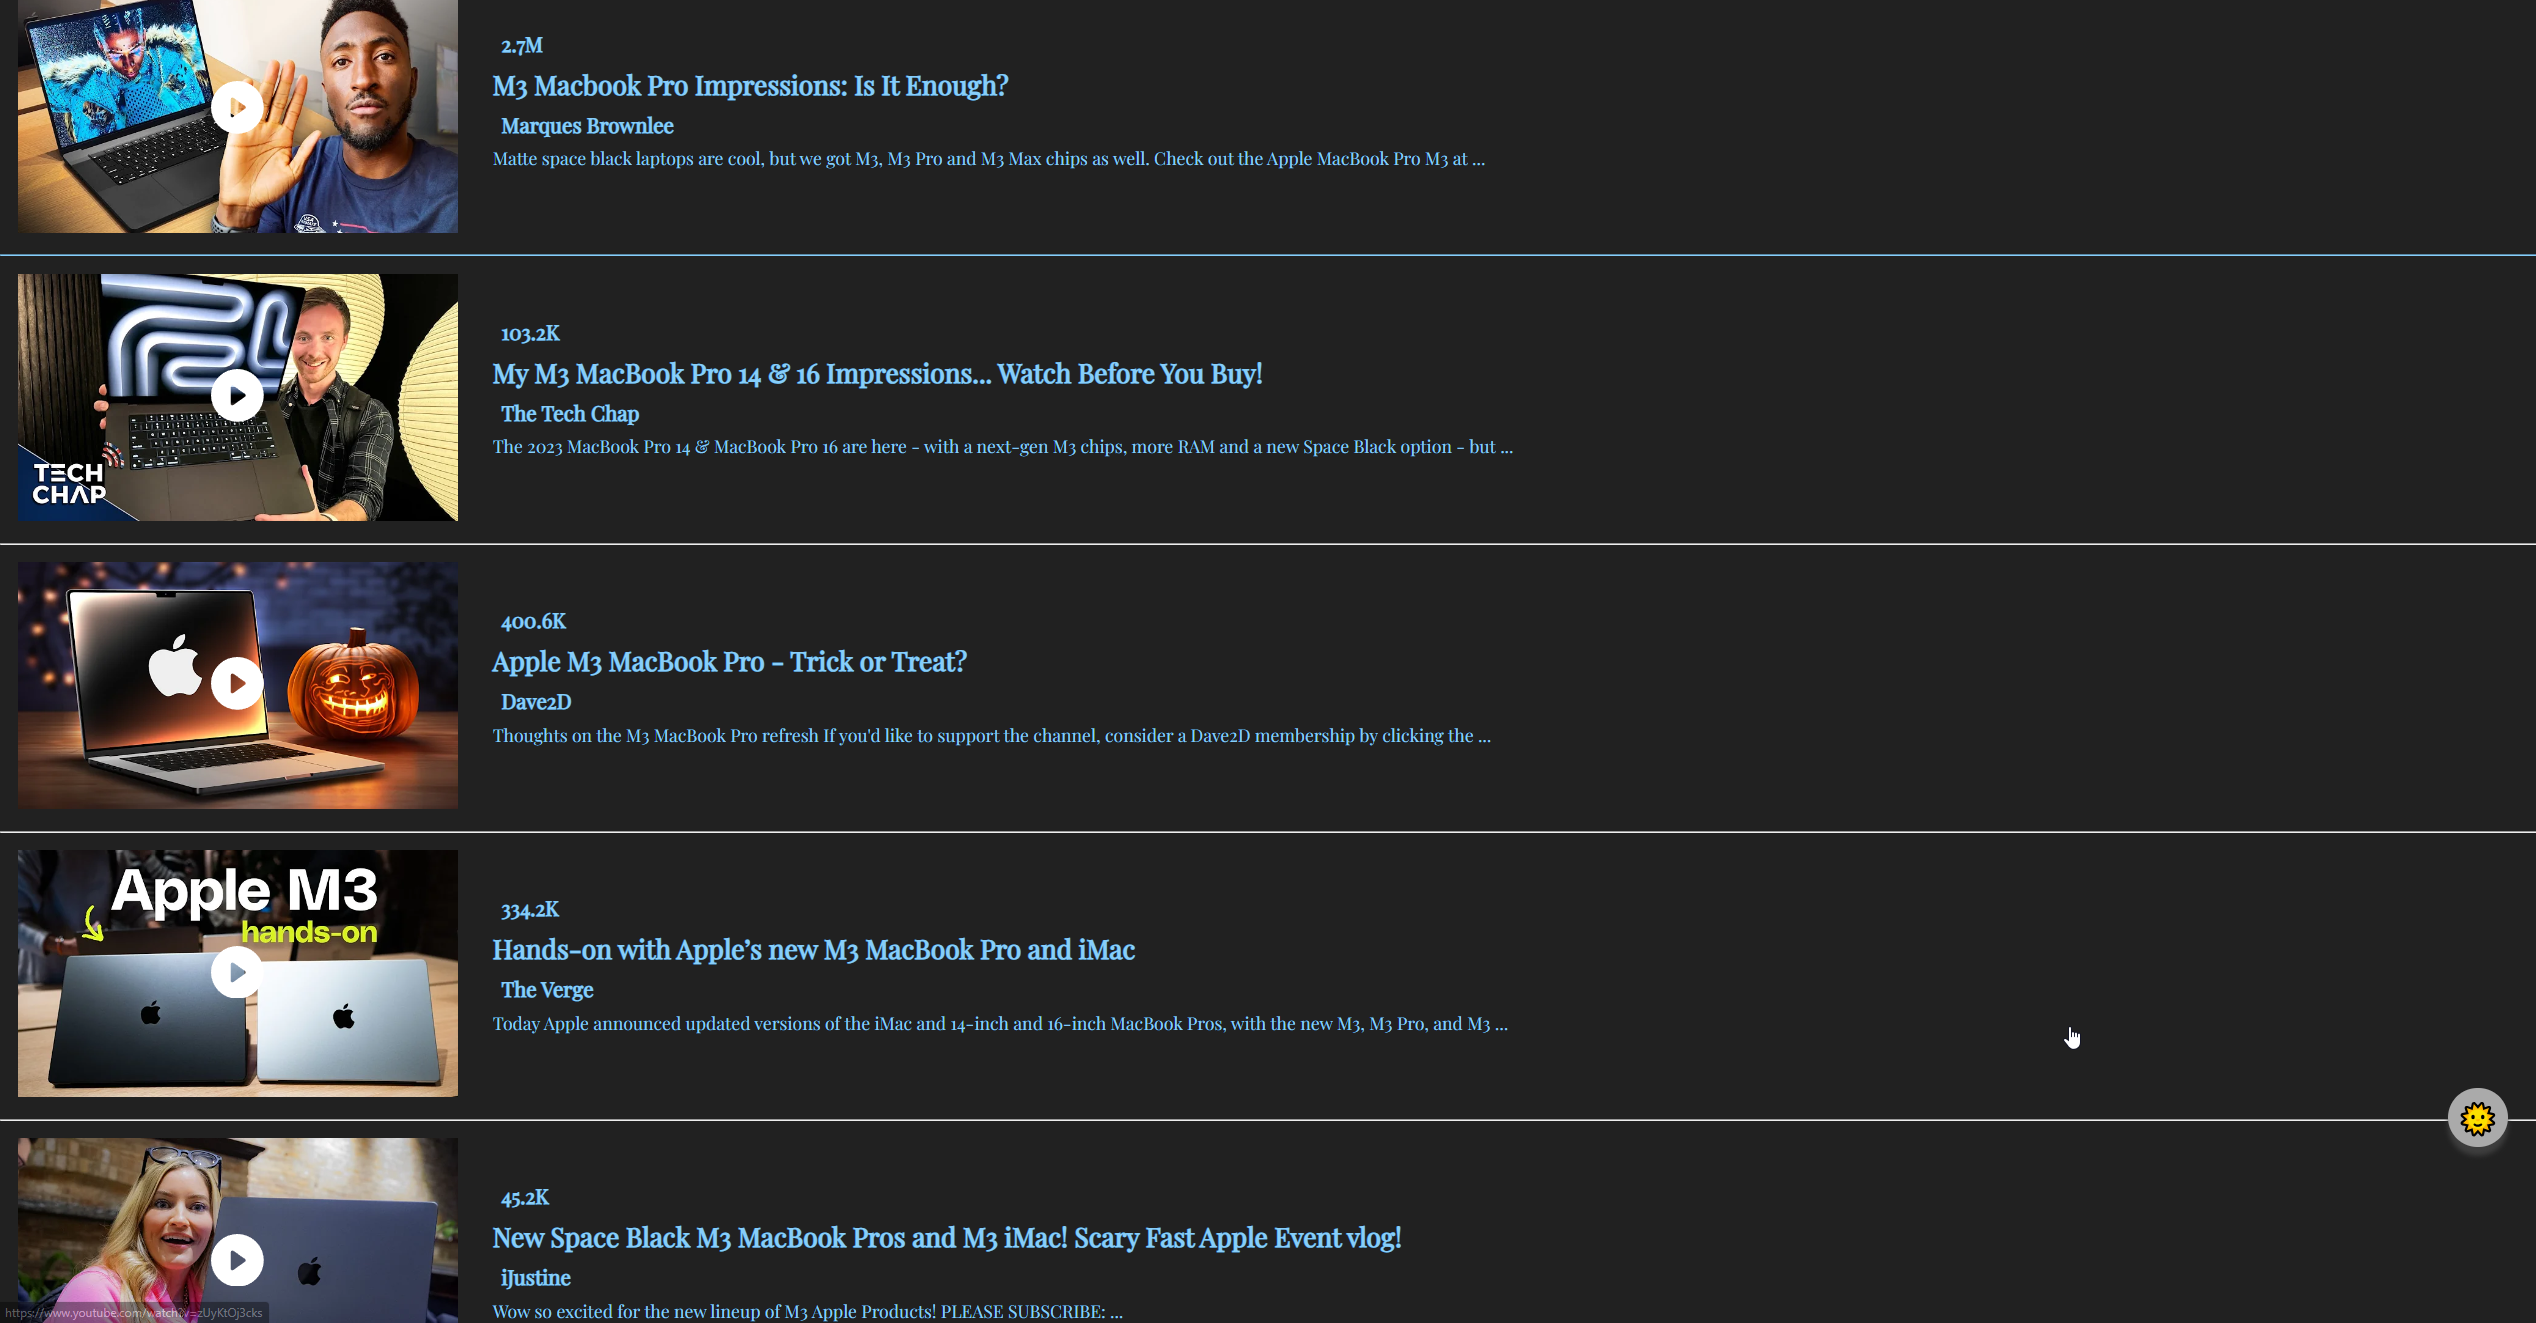 2.7M
M3 Macbook Pro Impressions: Is It Enough?
Marques Brownlee
Matte space black laptops are cool, but we got M3, M3 Pro and M3 Max chips as well. Check out the Apple MacBook Pro M3 at ...
TECH
CHAP
103.2K
My M3 MacBook Pro 14 & 16 Impressions... Watch Before You Buy!
The Tech Chap
The 2023 MacBook Pro 14 & MacBook Pro 16 are here - with a next-gen M3 chips, more RAM and a new Space Black option - but ...
400.6K
Apple M3 MacBook Pro - Trick or Treat?
Dave2D
Thoughts on the M3 MacBook Pro refresh If you'd like to support the channel, consider a Dave2D membership by clicking the ...
Apple M3
hands-on
334.2K
Hands-on with Apple’s new M3 MacBook Pro and iMac
The Verge
Today Apple announced updated versions of the iMac and 14-inch and 16-inch MacBook Pros, with the new M3, M3 Pro, and M3 ...
45.2K
New Space Black M3 MacBook Pros and M3 iMac! Scary Fast Apple Event vlog!
iJustine
Wow so excited for the new lineup of M3 Apple Products! PLEASE SUBSCRIBE: ...
https://www.youtube.com/watch?v=zUyKtOj3cks